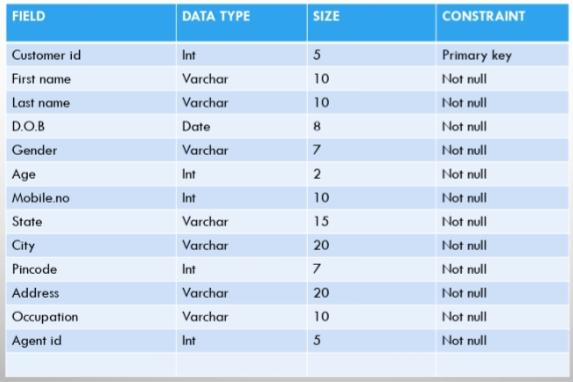 FIELD DATA TYPE SIZE CONSTRAINT
Customer id Int 5 Primary key
First name Varchar 10 Not null
Last name Varchar 10 Not null
D.O.B Date 8 Not null
Gender Varchar 7 Not null
Age Int 2 Not null
Mobile.no Int 10 Not null
State Varchar 15 Not null
City Varchar 20 Not null
Pincode Int 7 Not null
Address Varchar 20 Not null
Occupation Varchar 10 Not null
Agent id Int 5 Not null